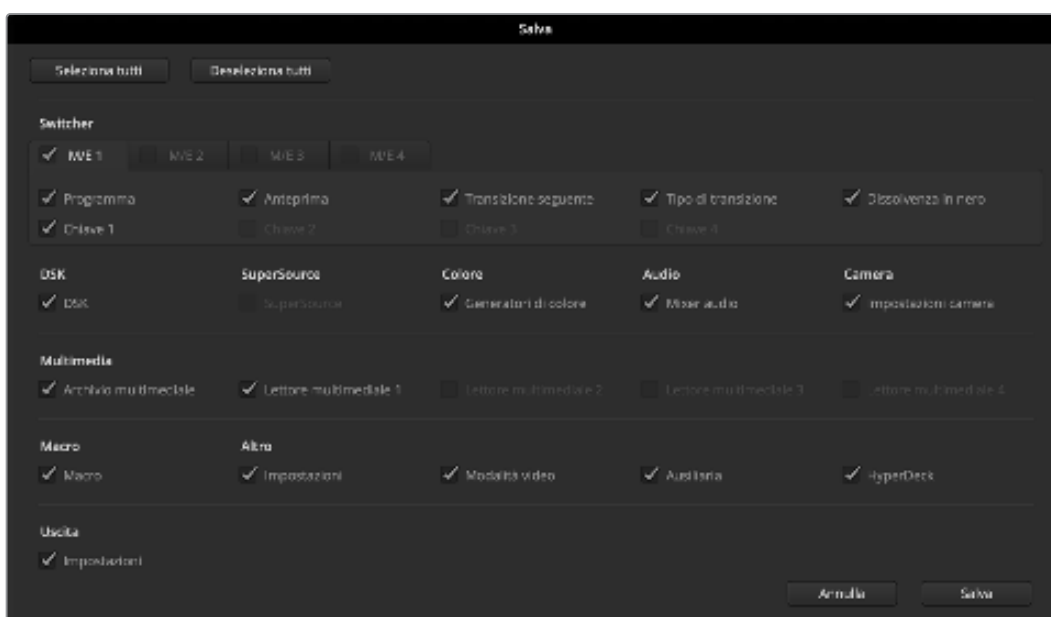 Salva
Seleziona tutti Deseleziona tutti
Switcher
M/E 1 M/E 2 M/E 3 M/E 4
Programma Anteprima Transizione seguente Tipo di transizione Dissolvenza in nero
Chiave 1 Chiave 2 Chiave 3 Chiave 4
DSK SuperSource Colore Audio Camera
DSK SuperSource Generatori di colore Mixer audio Impostazioni camera
Multimedia
Archivio multimediale Lettore multimediale 1 Lettore multimediale 2 Lettore multimediale 3 Lettore multimediale 4
Macro Altro
Macro Impostazioni Modalità video Ausiliaria HyperDeck
Uscita
Impostazioni
Annulla Salva